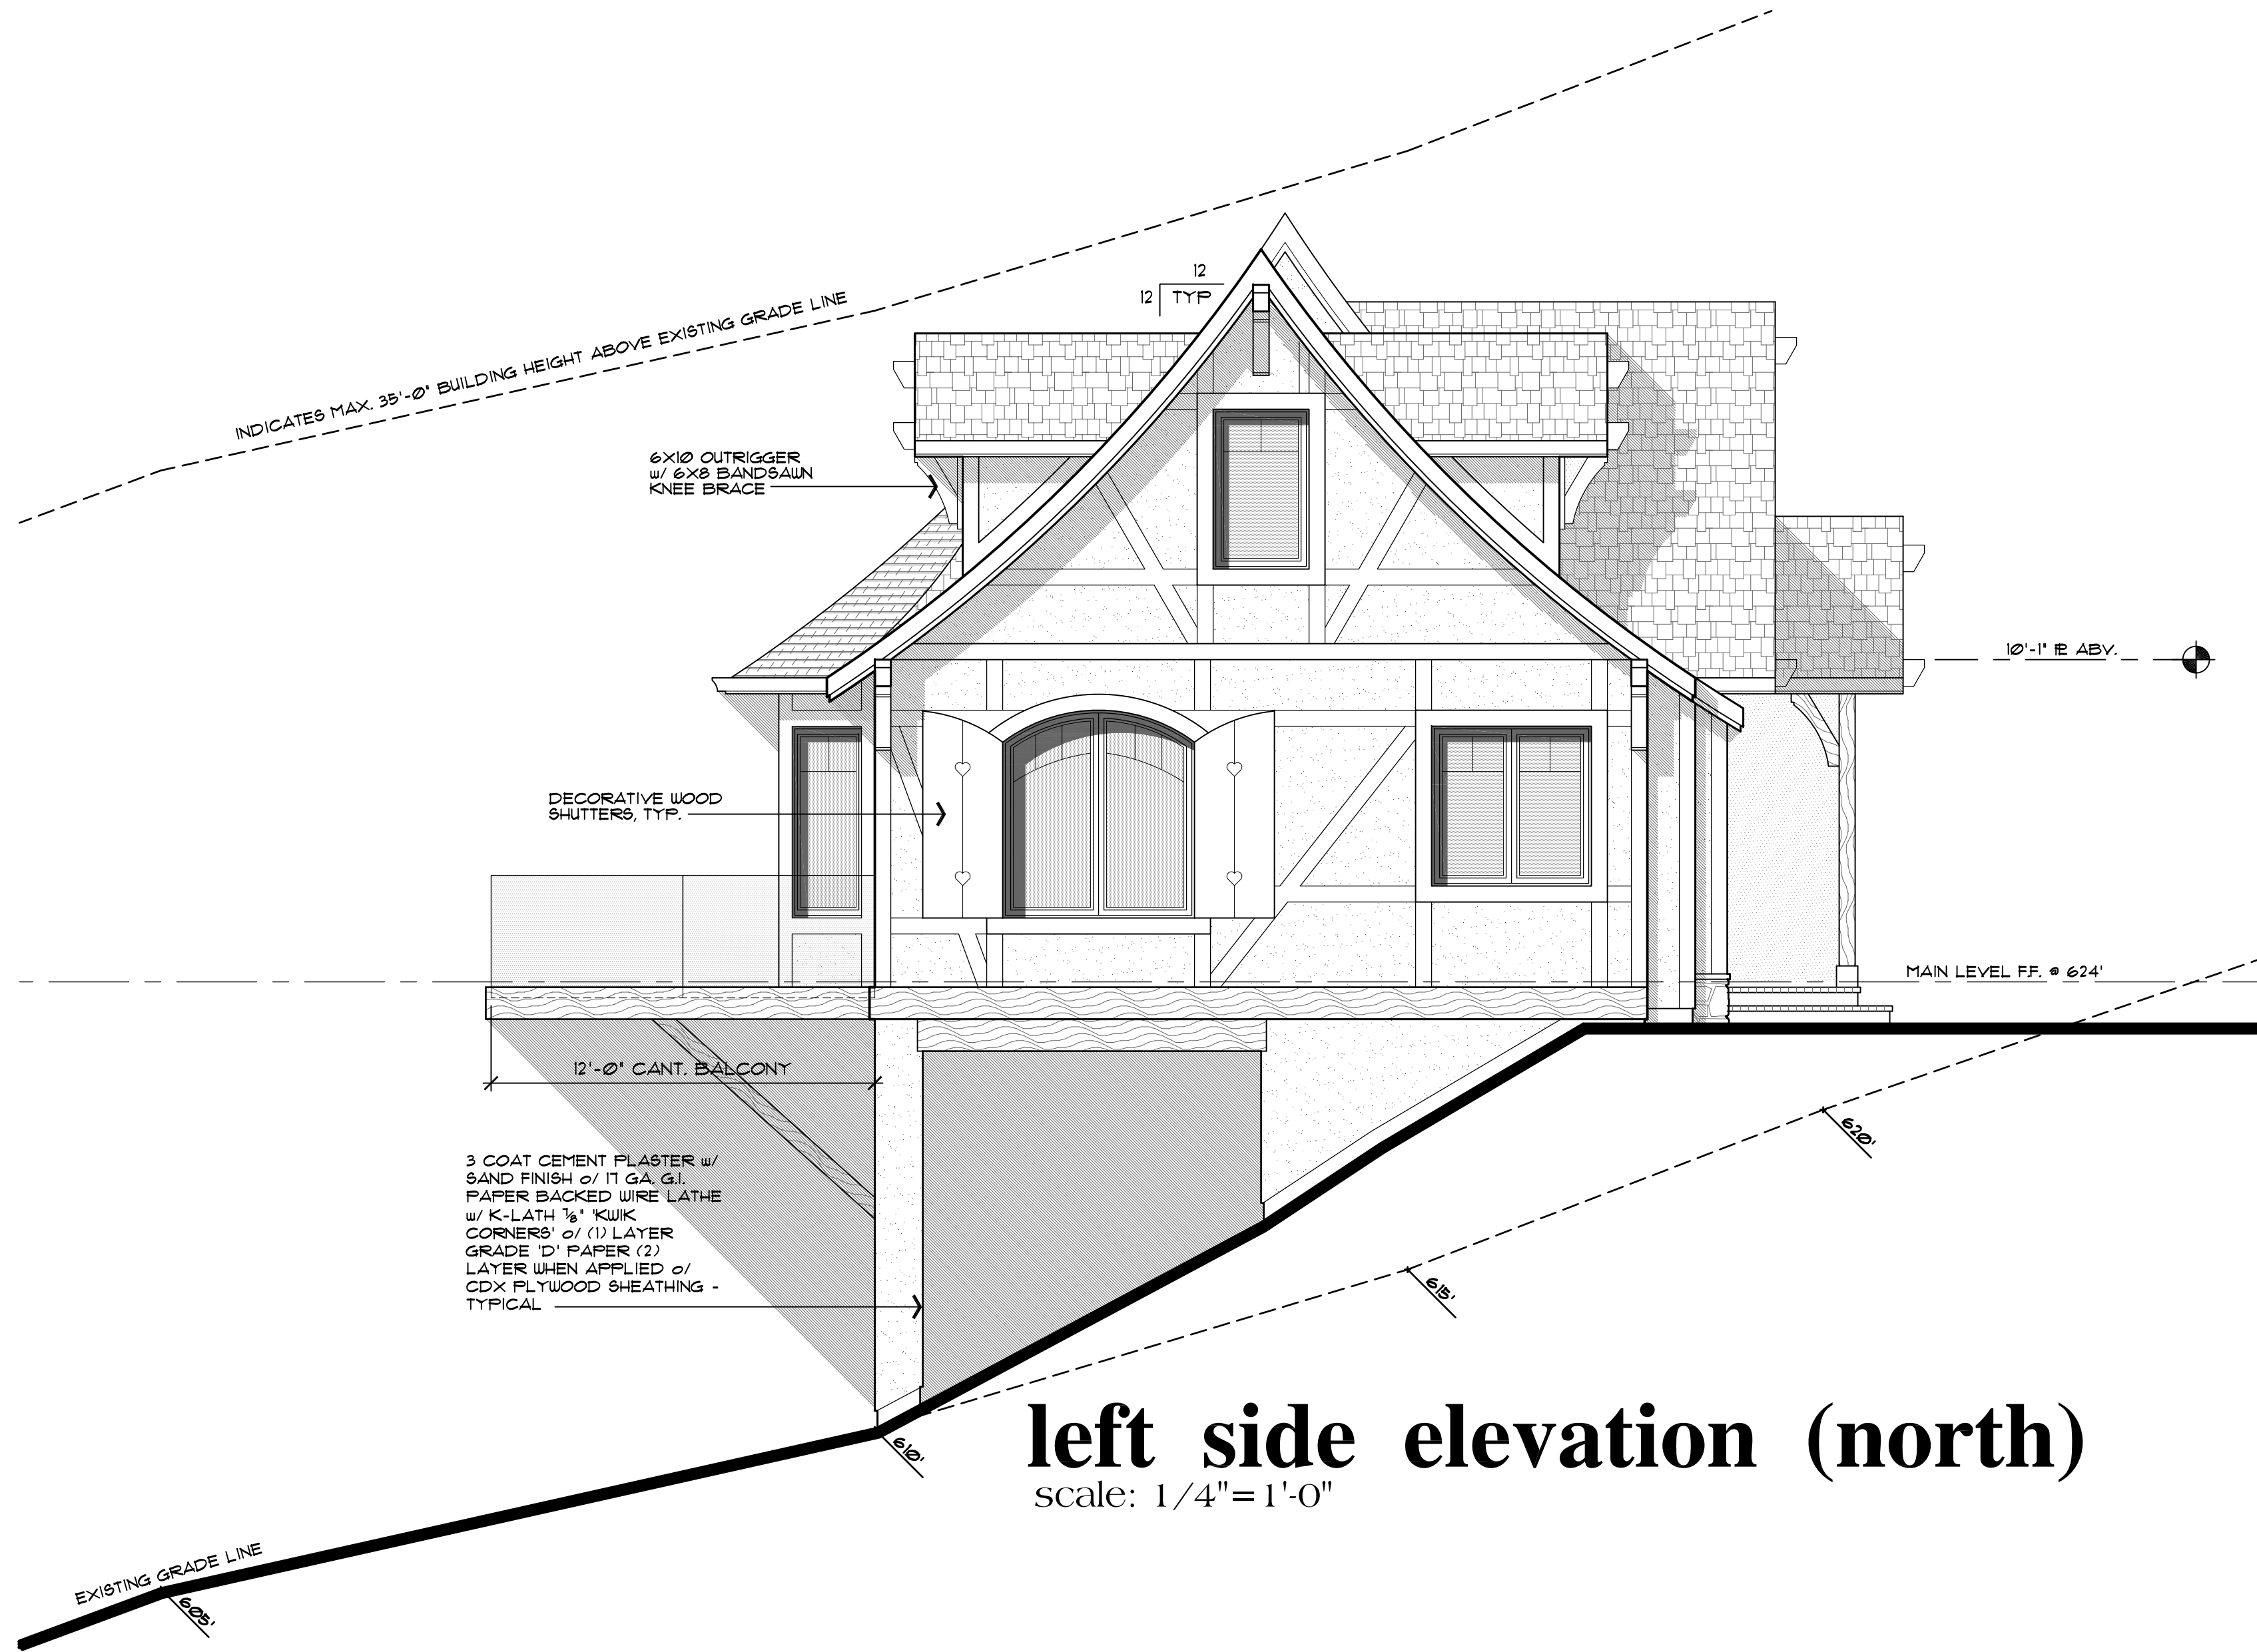 12
12 TYP
INDICATES MAX. 35'-0" BUILDING HEIGHT ABOVE EXISTING GRADE LINE
6X10 OUTRIGGER
w/ 6X8 BANDSAWN
KNEE BRACE
10'-1" PL ABV.
DECORATIVE WOOD
SHUTTERS, TYP.
MAIN LEVEL F.F. @ 624'
12'-0" CANT. BALCONY
620'
3 COAT CEMENT PLASTER w/
SAND FINISH o/ 17 GA. G.I.
PAPER BACKED WIRE LATHE
w/ K-LATH 7/8" 'KWIK
CORNERS' o/ (1) LAYER
GRADE 'D' PAPER (2)
LAYER WHEN APPLIED o/
CDX PLYWOOD SHEATHING -
TYPICAL
615'
610'
left side elevation (north)
scale: 1/4"=1'-0"
EXISTING GRADE LINE
605'